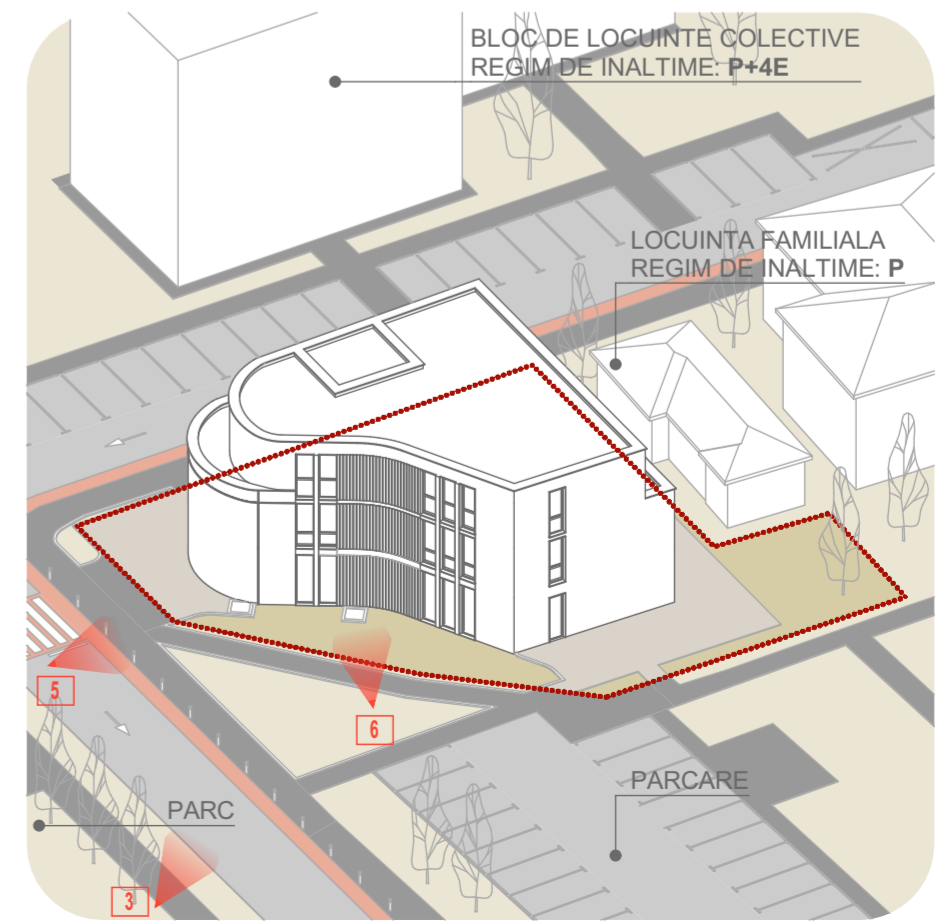 BLOC DE LOCUINTE COLECTIVE
REGIM DE INALTIME: P+4E
LOCUINTA FAMILIALA
REGIM DE INALTIME: P
5
6
PARCARE
PARC
3